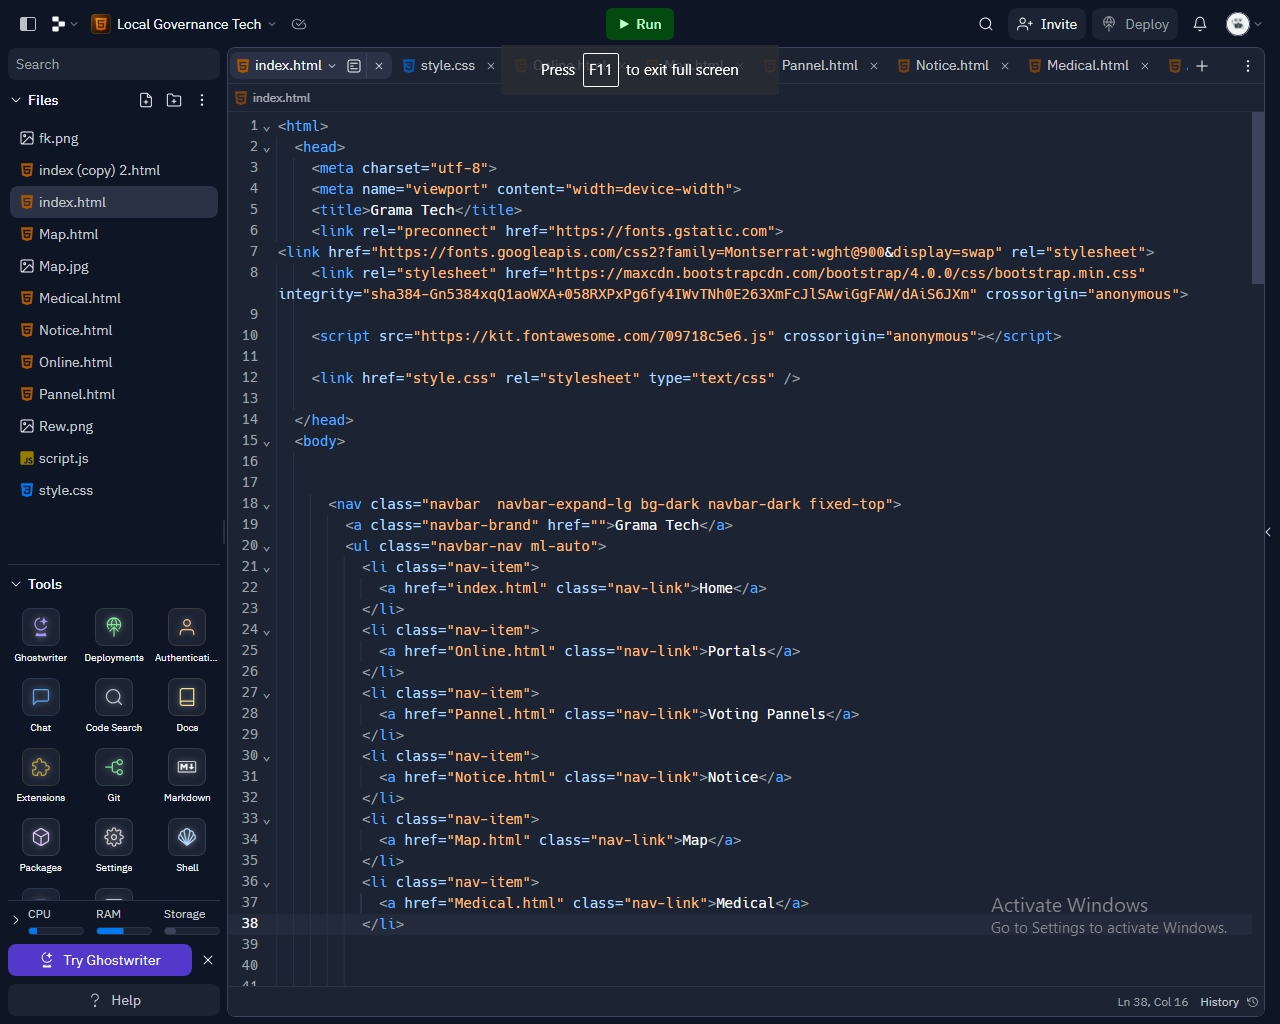 Local Governance Tech
Run
Invite
Deploy
Search
index.html
style.css
Press F11 to exit full screen
Pannel.html
Notice.html
Medical.html
Files
index.html
fk.png
index (copy) 2.html
index.html
Map.html
Map.jpg
Medical.html
Notice.html
Online.html
Pannel.html
Rew.png
script.js
style.css
Tools
Ghostwriter
Deployments
Authenticati...
Chat
Code Search
Docs
Extensions
Git
Markdown
Packages
Settings
Shell
CPU
RAM
Storage
Try Ghostwriter
Help
1 <html>
2 <head>
3 <meta charset="utf-8">
4 <meta name="viewport" content="width=device-width">
5 <title>Grama Tech</title>
6 <link rel="preconnect" href="https://fonts.gstatic.com">
7 <link href="https://fonts.googleapis.com/css2?family=Montserrat:wght@900&display=swap" rel="stylesheet">
8 <link rel="stylesheet" href="https://maxcdn.bootstrapcdn.com/bootstrap/4.0.0/css/bootstrap.min.css"
integrity="sha384-Gn5384xqQ1aoWXA+058RXPxPg6fy4IWvTNh0E263XmFcJlSAwiGgFAW/dAiS6JXm" crossorigin="anonymous">
9
10 <script src="https://kit.fontawesome.com/709718c5e6.js" crossorigin="anonymous"></script>
11
12 <link href="style.css" rel="stylesheet" type="text/css" />
13
14 </head>
15 <body>
16
17
18 <nav class="navbar  navbar-expand-lg bg-dark navbar-dark fixed-top">
19 <a class="navbar-brand" href="">Grama Tech</a>
20 <ul class="navbar-nav ml-auto">
21 <li class="nav-item">
22 <a href="index.html" class="nav-link">Home</a>
23 </li>
24 <li class="nav-item">
25 <a href="Online.html" class="nav-link">Portals</a>
26 </li>
27 <li class="nav-item">
28 <a href="Pannel.html" class="nav-link">Voting Pannels</a>
29 </li>
30 <li class="nav-item">
31 <a href="Notice.html" class="nav-link">Notice</a>
32 </li>
33 <li class="nav-item">
34 <a href="Map.html" class="nav-link">Map</a>
35 </li>
36 <li class="nav-item">
37 <a href="Medical.html" class="nav-link">Medical</a>
38 </li>
39
40
41
Activate Windows
Go to Settings to activate Windows.
Ln 38, Col 16
History